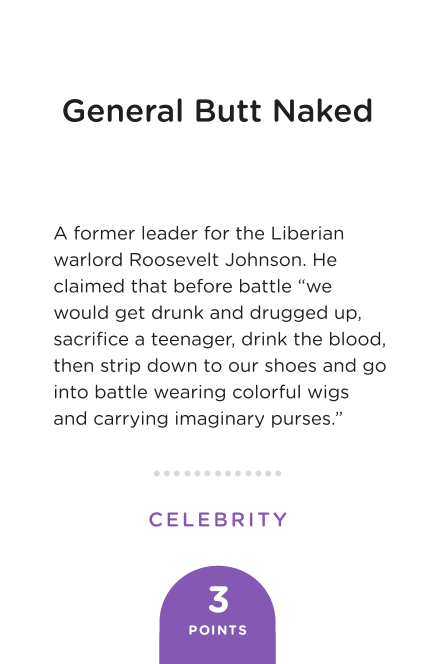 General Butt Naked
A former leader for the Liberian
warlord Roosevelt Johnson. He
claimed that before battle “we
would get drunk and drugged up,
sacrifice a teenager, drink the blood,
then strip down to our shoes and go
into battle wearing colorful wigs
and carrying imaginary purses.”
CELEBRITY
3
POINTS